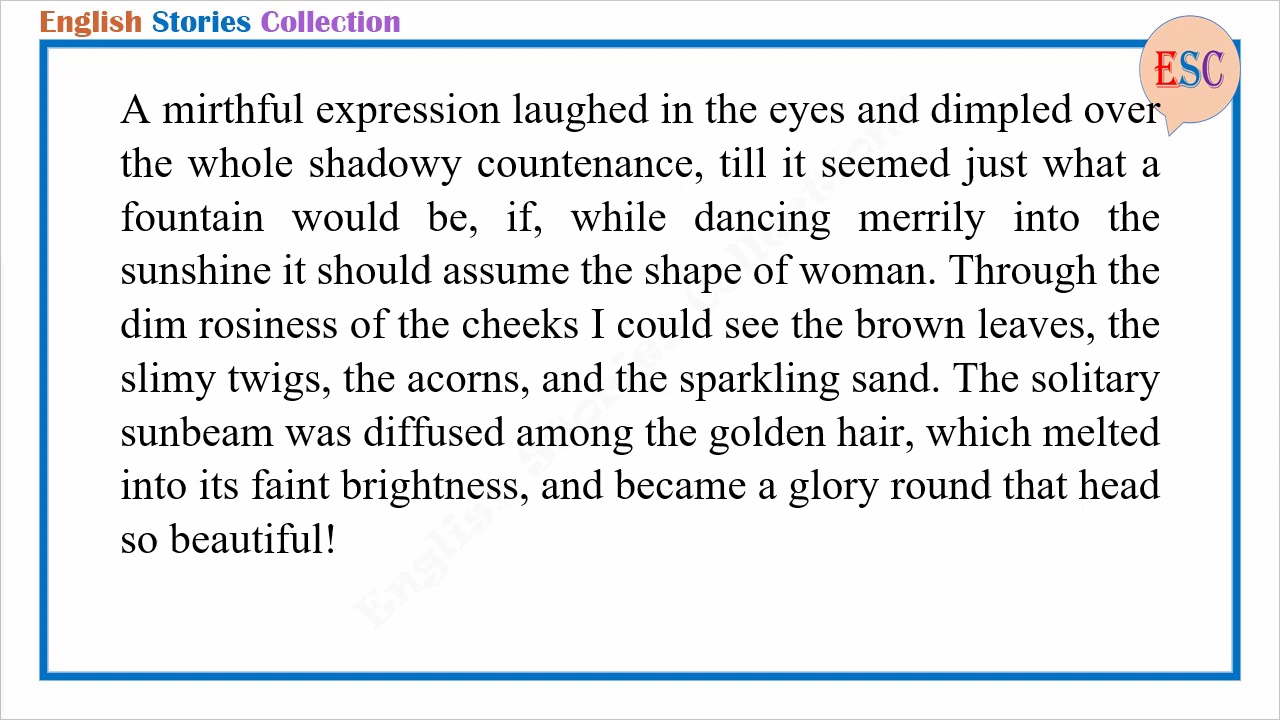 English Stories Collection
ESC
A mirthful expression laughed in the eyes and dimpled over
the whole shadowy countenance, till it seemed just what a
fountain would be, if, while dancing merrily into the
sunshine it should assume the shape of woman. Through the
dim rosiness of the cheeks I could see the brown leaves, the
slimy twigs, the acorns, and the sparkling sand. The solitary
sunbeam was diffused among the golden hair, which melted
into its faint brightness, and became a glory round that head
so beautiful!
English Stories Collection